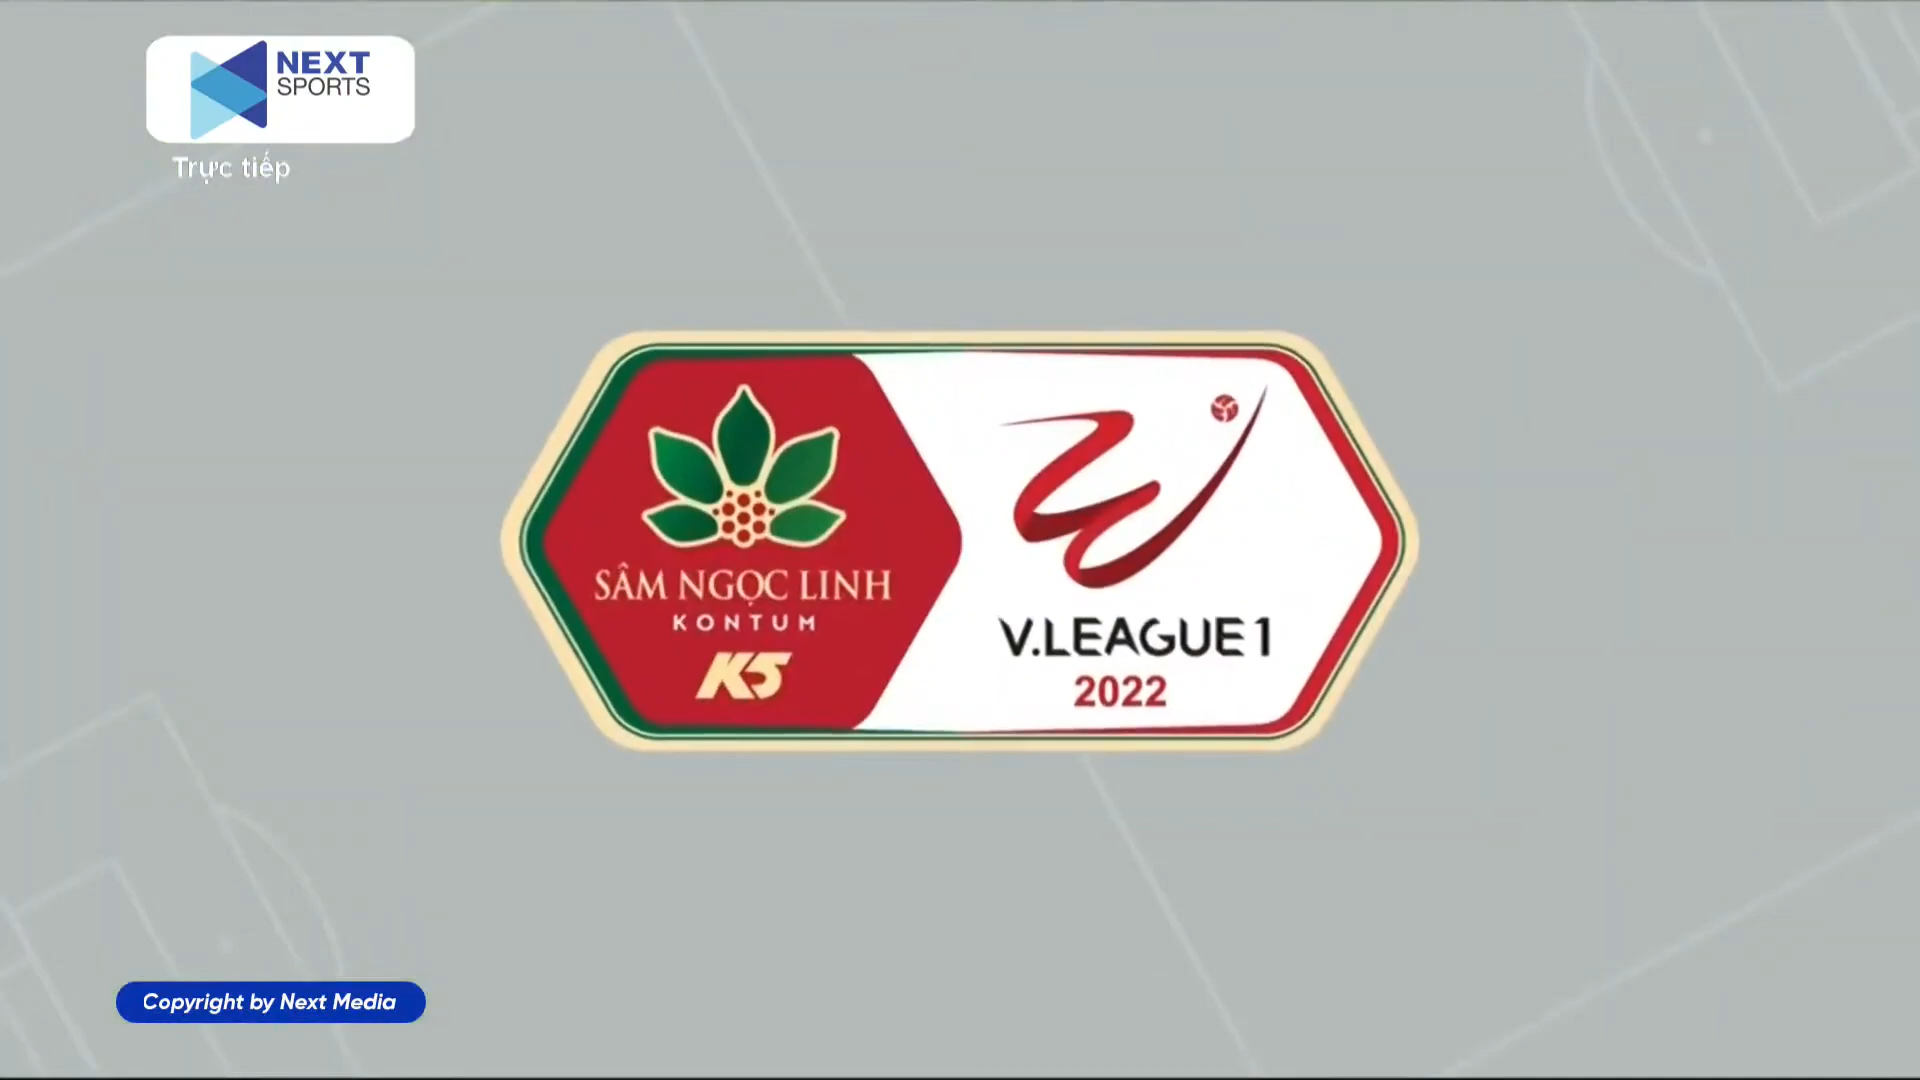 NEXT
SPORTS
Trực tiếp
SÂM NGỌC LINH
KONTUM
K5
V.LEAGUE 1
2022
Copyright by Next Media